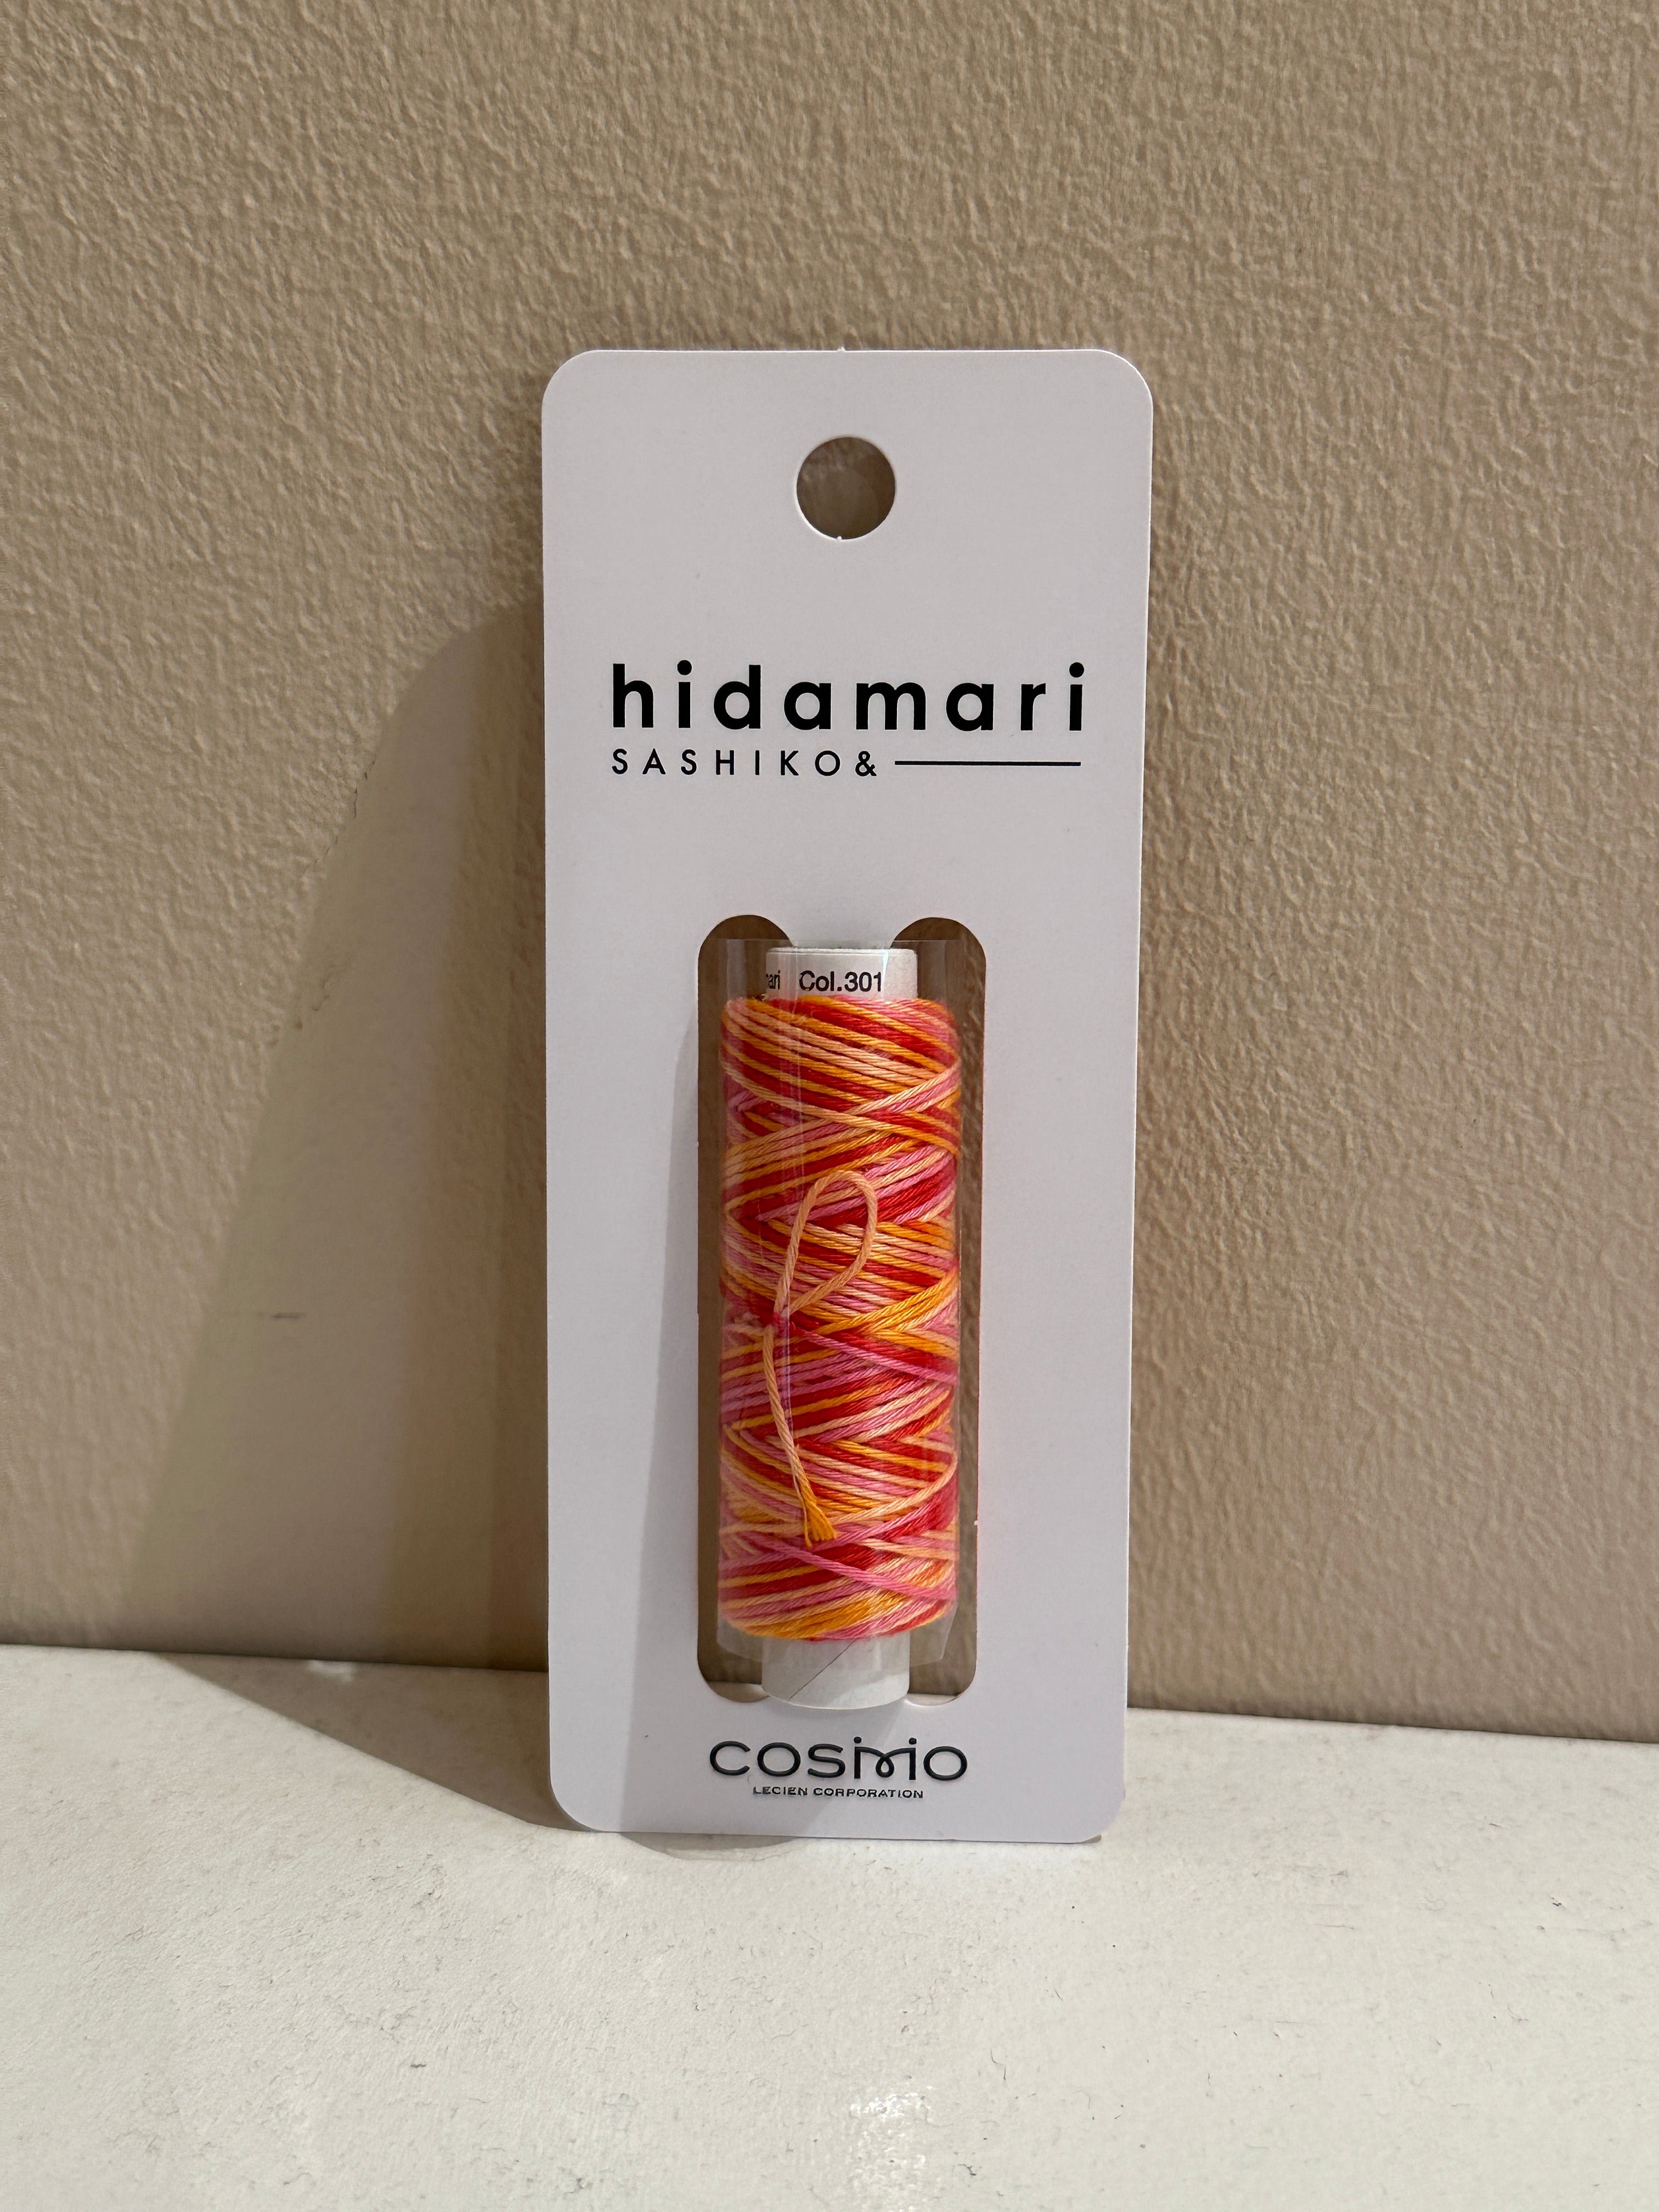 hidamari
SASHIKO&
Col.301
COSMO
LECIEN CORPORATION